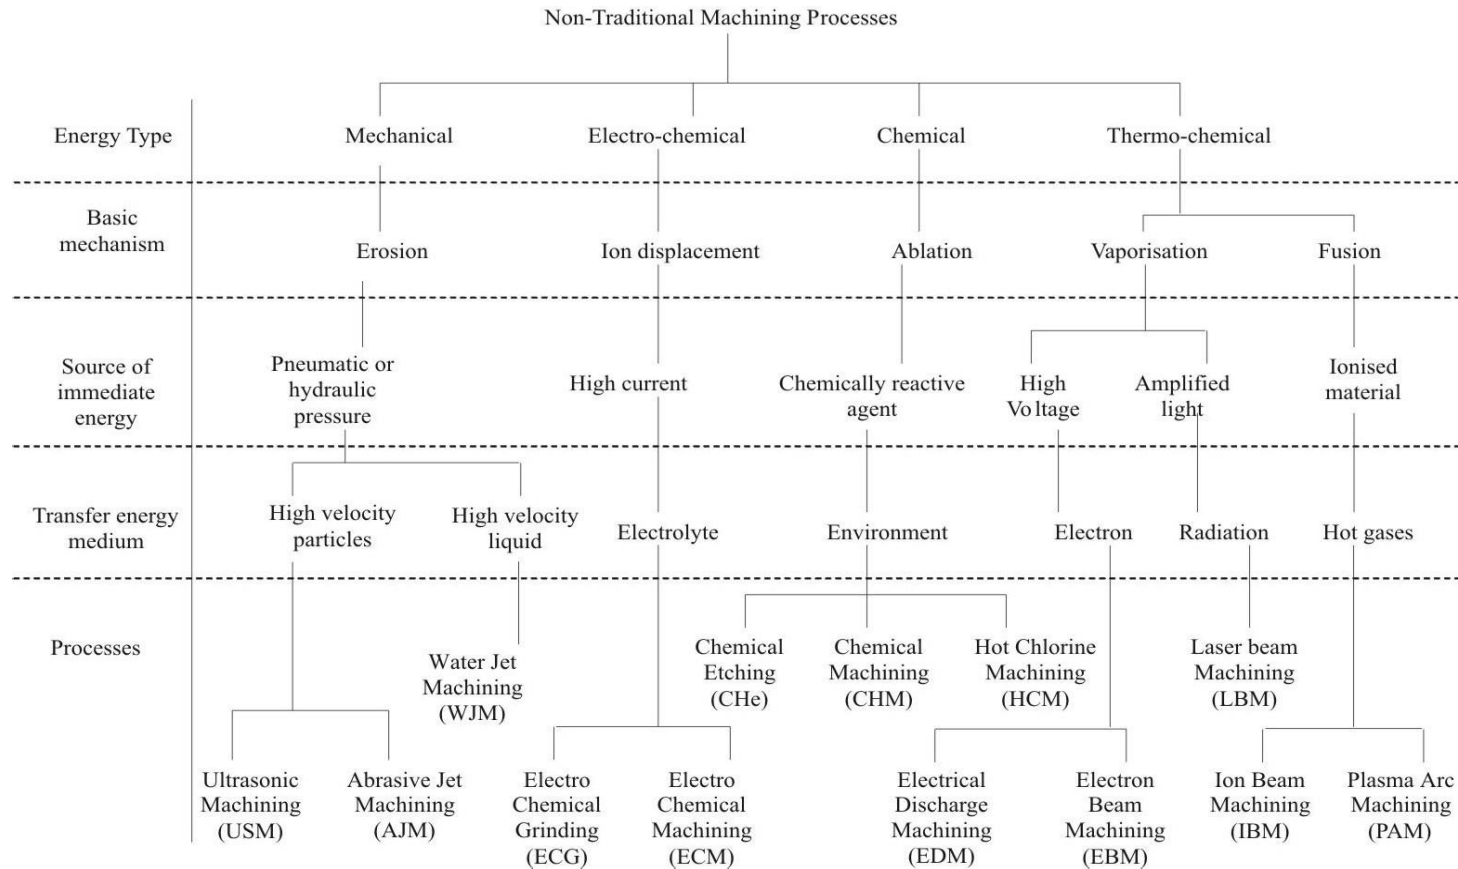 Non-Traditional Machining Processes
Energy Type
Mechanical
Electro-chemical
Chemical
Thermo-chemical
Basic
mechanism
Erosion
Ion displacement
Ablation
Vaporisation
Fusion
Source of
immediate
energy
Pneumatic or
hydraulic
pressure
High current
Chemically reactive
agent
High
Vo ltage
Amplified
light
Ionised
material
Transfer energy
medium
High velocity
particles
High velocity
liquid
Electrolyte
Environment
Electron
Radiation
Hot gases
Processes
Water Jet
Machining
(WJM)
Chemical
Etching
(CHe)
Chemical
Machining
(CHM)
Hot Chlorine
Machining
(HCM)
Laser beam
Machining
(LBM)
Ultrasonic
Machining
(USM)
Abrasive Jet
Machining
(AJM)
Electro
Chemical
Grinding
(ECG)
Electro
Chemical
Machining
(ECM)
Electrical
Discharge
Machining
(EDM)
Electron
Beam
Machining
(EBM)
Ion Beam
Machining
(IBM)
Plasma Arc
Machining
(PAM)